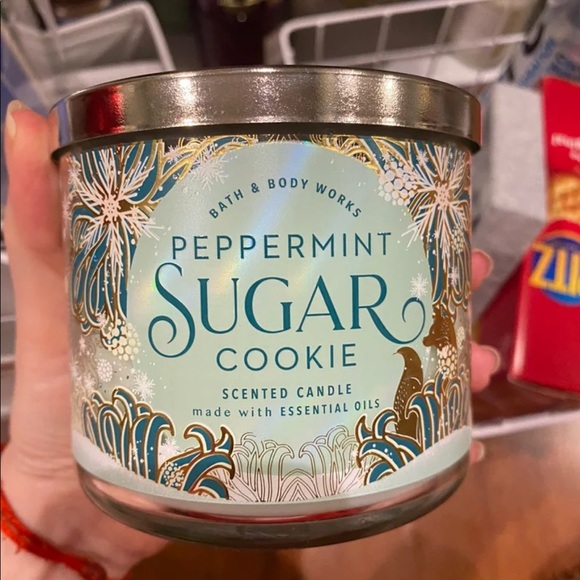 BATH & BODY WORKS
PEPPERMINT
SUGAR
COOKIE
SCENTED CANDLE
made with ESSENTIAL OILS